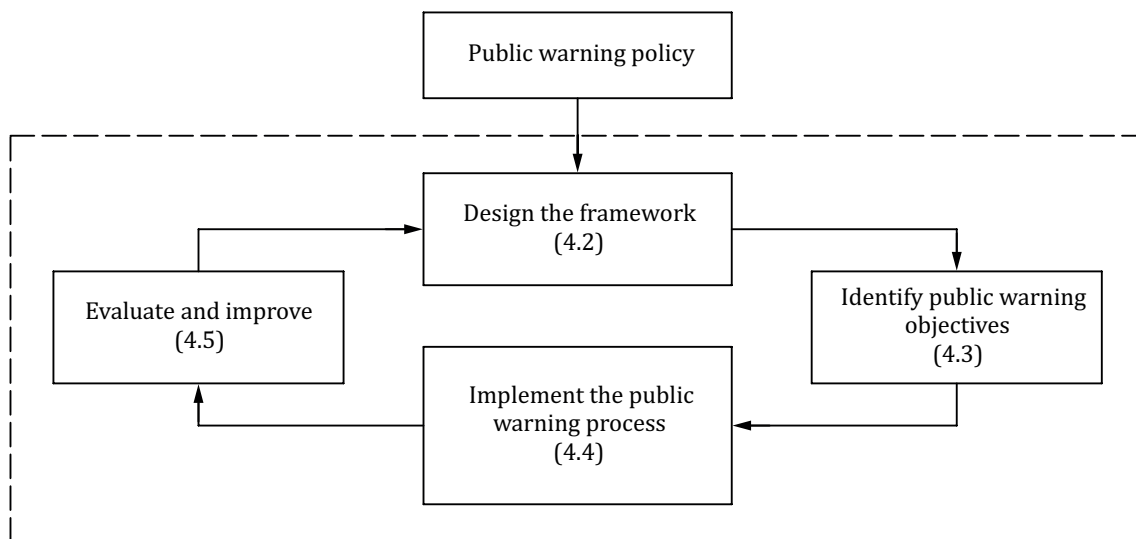 Public warning policy
Design the framework
(4.2)
Evaluate and improve
(4.5)
Identify public warning
objectives
(4.3)
Implement the public
warning process
(4.4)